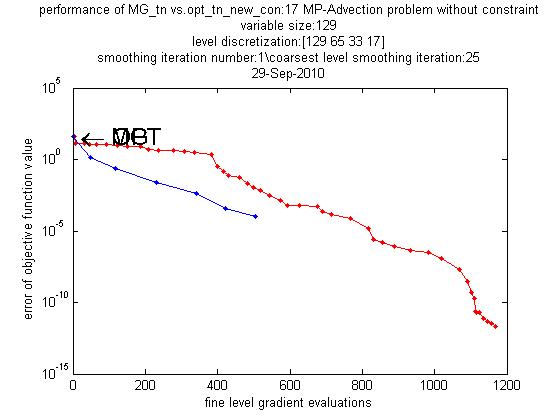 performance of MG_tn vs.opt_tn_new_con:17 MP-Advection problem without constraint
variable size:129
level discretization:[129 65 33 17]
smoothing iteration number:1\coarsest level smoothing iteration:25
29-Sep-2010
10^5
10^0
10^-5
10^-10
10^-15
error of objective function value
0
200
400
600
800
1000
1200
fine level gradient evaluations